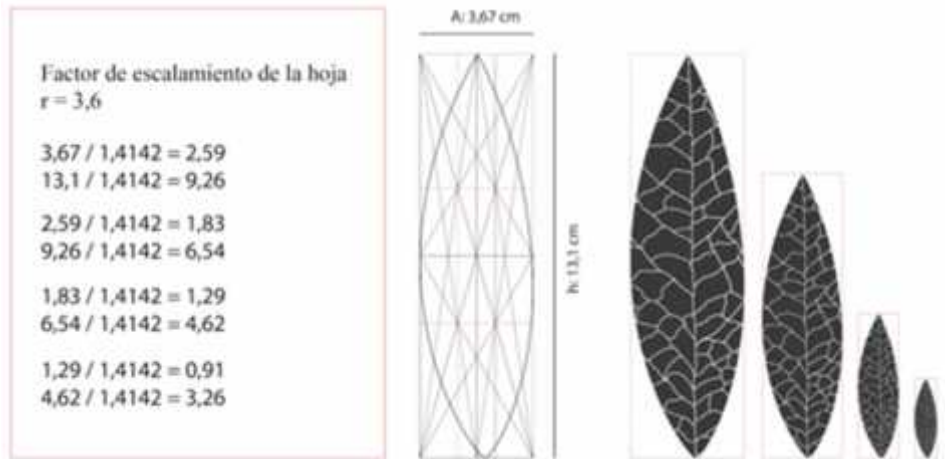 Factor de escalamiento de la hoja
r = 3,6
3,67 / 1,4142 = 2,59
13,1 / 1,4142 = 9,26
2,59 / 1,4142 = 1,83
9,26 / 1,4142 = 6,54
1,83 / 1,4142 = 1,29
6,54 / 1,4142 = 4,62
1,29 / 1,4142 = 0,91
4,62 / 1,4142 = 3,26
A: 3,67 cm
h: 13,1 cm